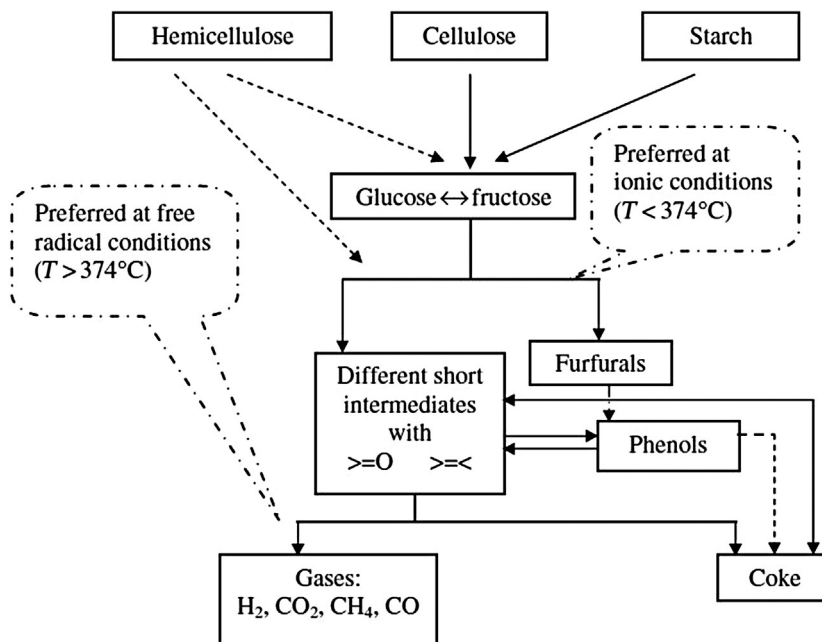 Hemicellulose
Cellulose
Starch
Preferred at
ionic conditions
(T < 374°C)
Glucose↔fructose
Preferred at free
radical conditions
(T > 374°C)
Furfurals
Different short
intermediates
with
>=O >=<
Phenols
Gases:
H₂, CO₂, CH₄, CO
Coke